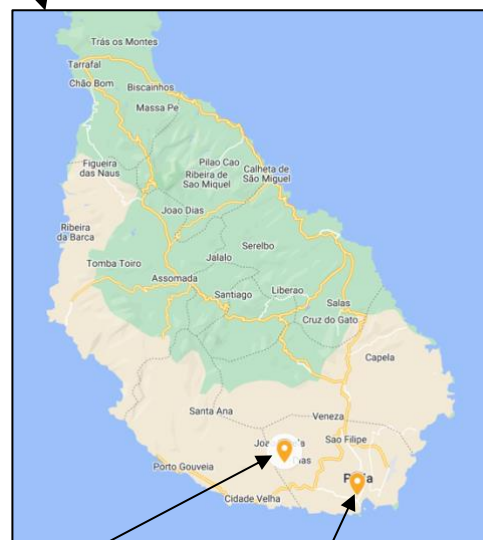 Trás os Montes
Tarrafal
Chão Bom
Biscainhos
Massa Pe
Figueira
das Naus
Pilao Cao
Ribeira de
Sao Miquel
Calheta de
São Miguel
Joao Dias
Ribeira
da Barca
Serelbo
Jalalo
Tomba Toiro
Assomada
Santiago
Liberao
Salas
Cruz do Gato
Capela
Santa Ana
Veneza
Sao Filipe
Porto Gouveia
Cidade Velha